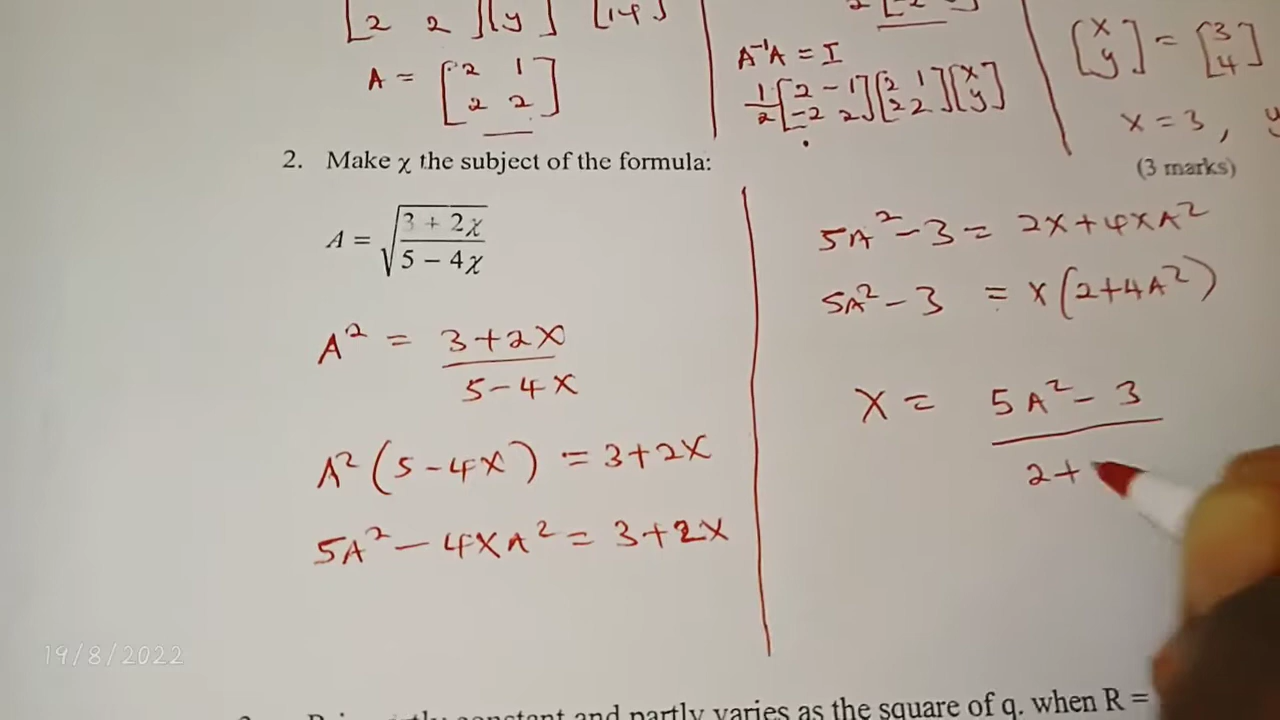 [2 2][y] [14]
A = [2 1
2 2]
A⁻¹A = I
1/2 [2 -1
-2 2] [2 1
2 2] [x
y]
[x
y] = [3
4]
x = 3, y
2. Make χ the subject of the formula:
(3 marks)
A = √((3 + 2χ)/(5 − 4χ))
A² = (3+2x)/(5-4x)
A² (5-4x) = 3+2x
5A² - 4xA² = 3+2x
5A² - 3 = 2x+4xA²
5A² - 3 = x(2+4A²)
x = 5A² - 3
2+
constant and partly varies as the square of q. when R =
19/8/2022